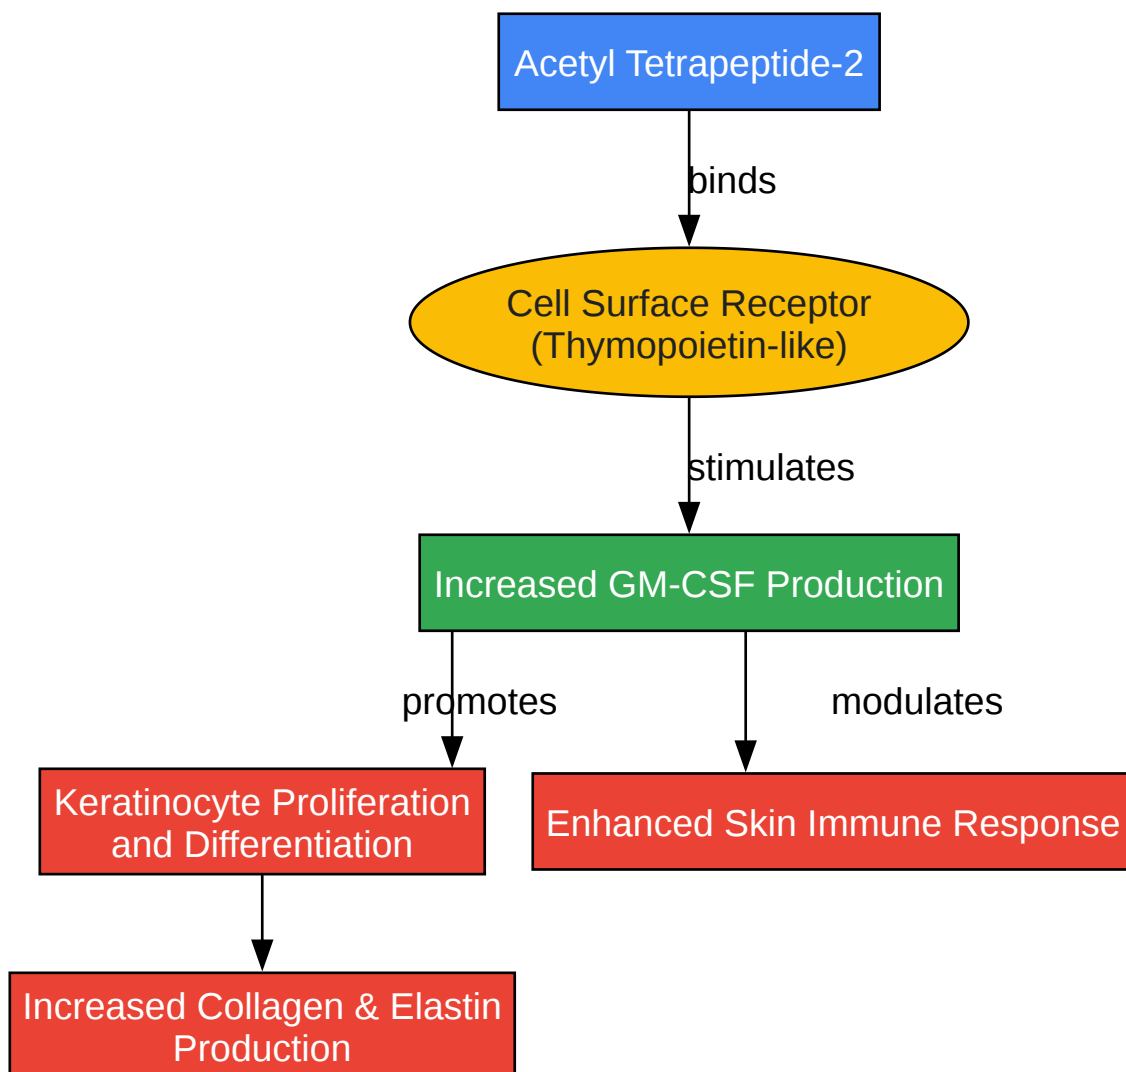 Acetyl Tetrapeptide-2
binds
Cell Surface Receptor
(Thymopoietin-like)
stimulates
Increased GM-CSF Production
promotes
modulates
Keratinocyte Proliferation
and Differentiation
Enhanced Skin Immune Response
Increased Collagen & Elastin
Production